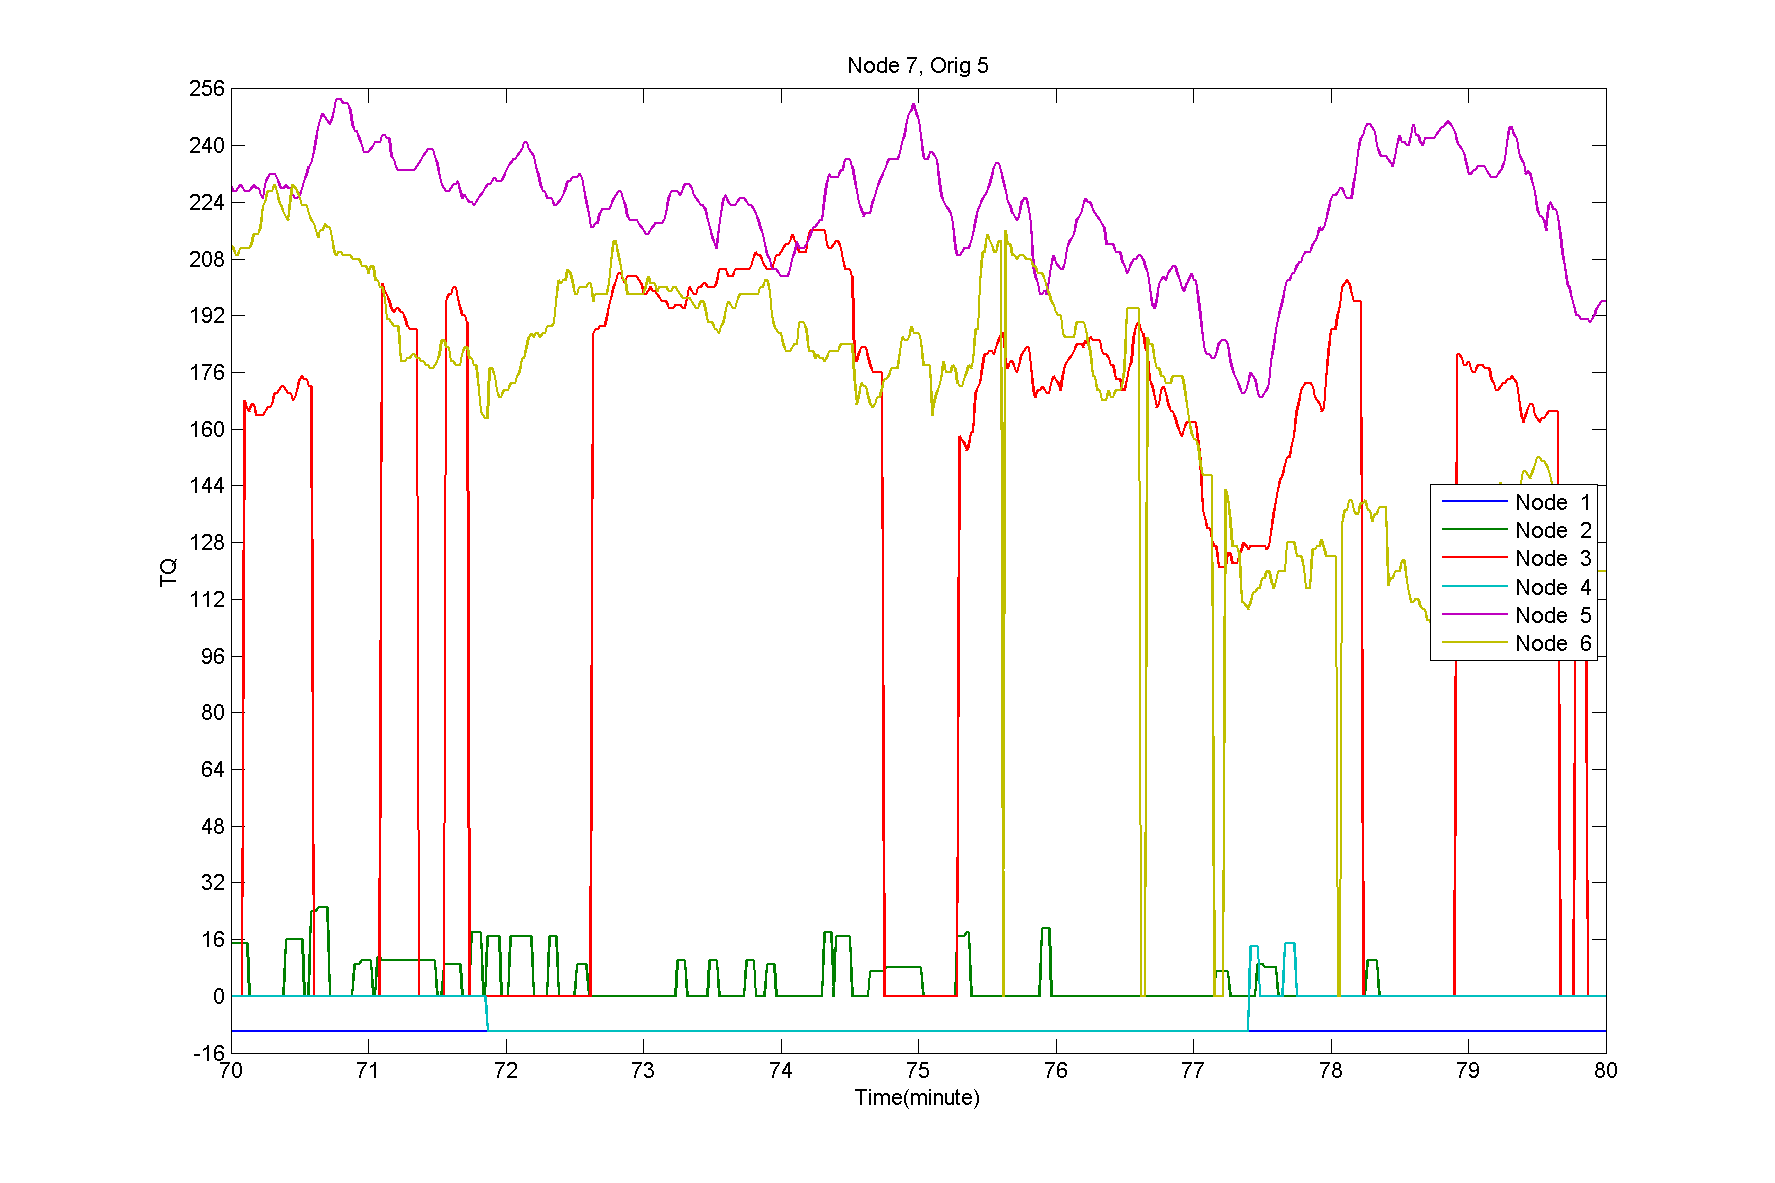 Node 7, Orig 5
256
240
224
208
192
176
160
144
128
112
96
80
64
48
32
16
0
-16
TQ
Node 1
Node 2
Node 3
Node 4
Node 5
Node 6
70 71 72 73 74 75 76 77 78 79 80
Time(minute)